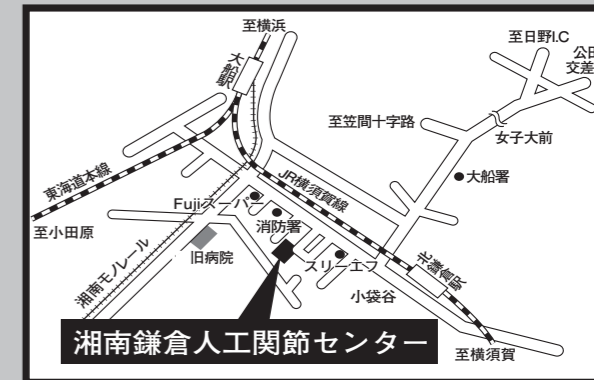 至横浜
大船駅
至日野I.C
公田
交差
至笠間十字路
女子大前
大船署
東海道本線
JR横須賀線
Fujiスーパー
消防署
至小田原
旧病院
スリーエフ
北鎌倉駅
湘南モノレール
小袋谷
湘南鎌倉人工関節センター
至横須賀